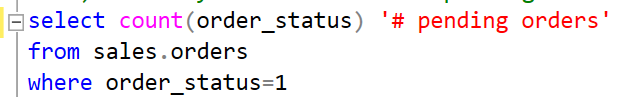 select count(order_status) '# pending orders'
from sales.orders
where order_status=1